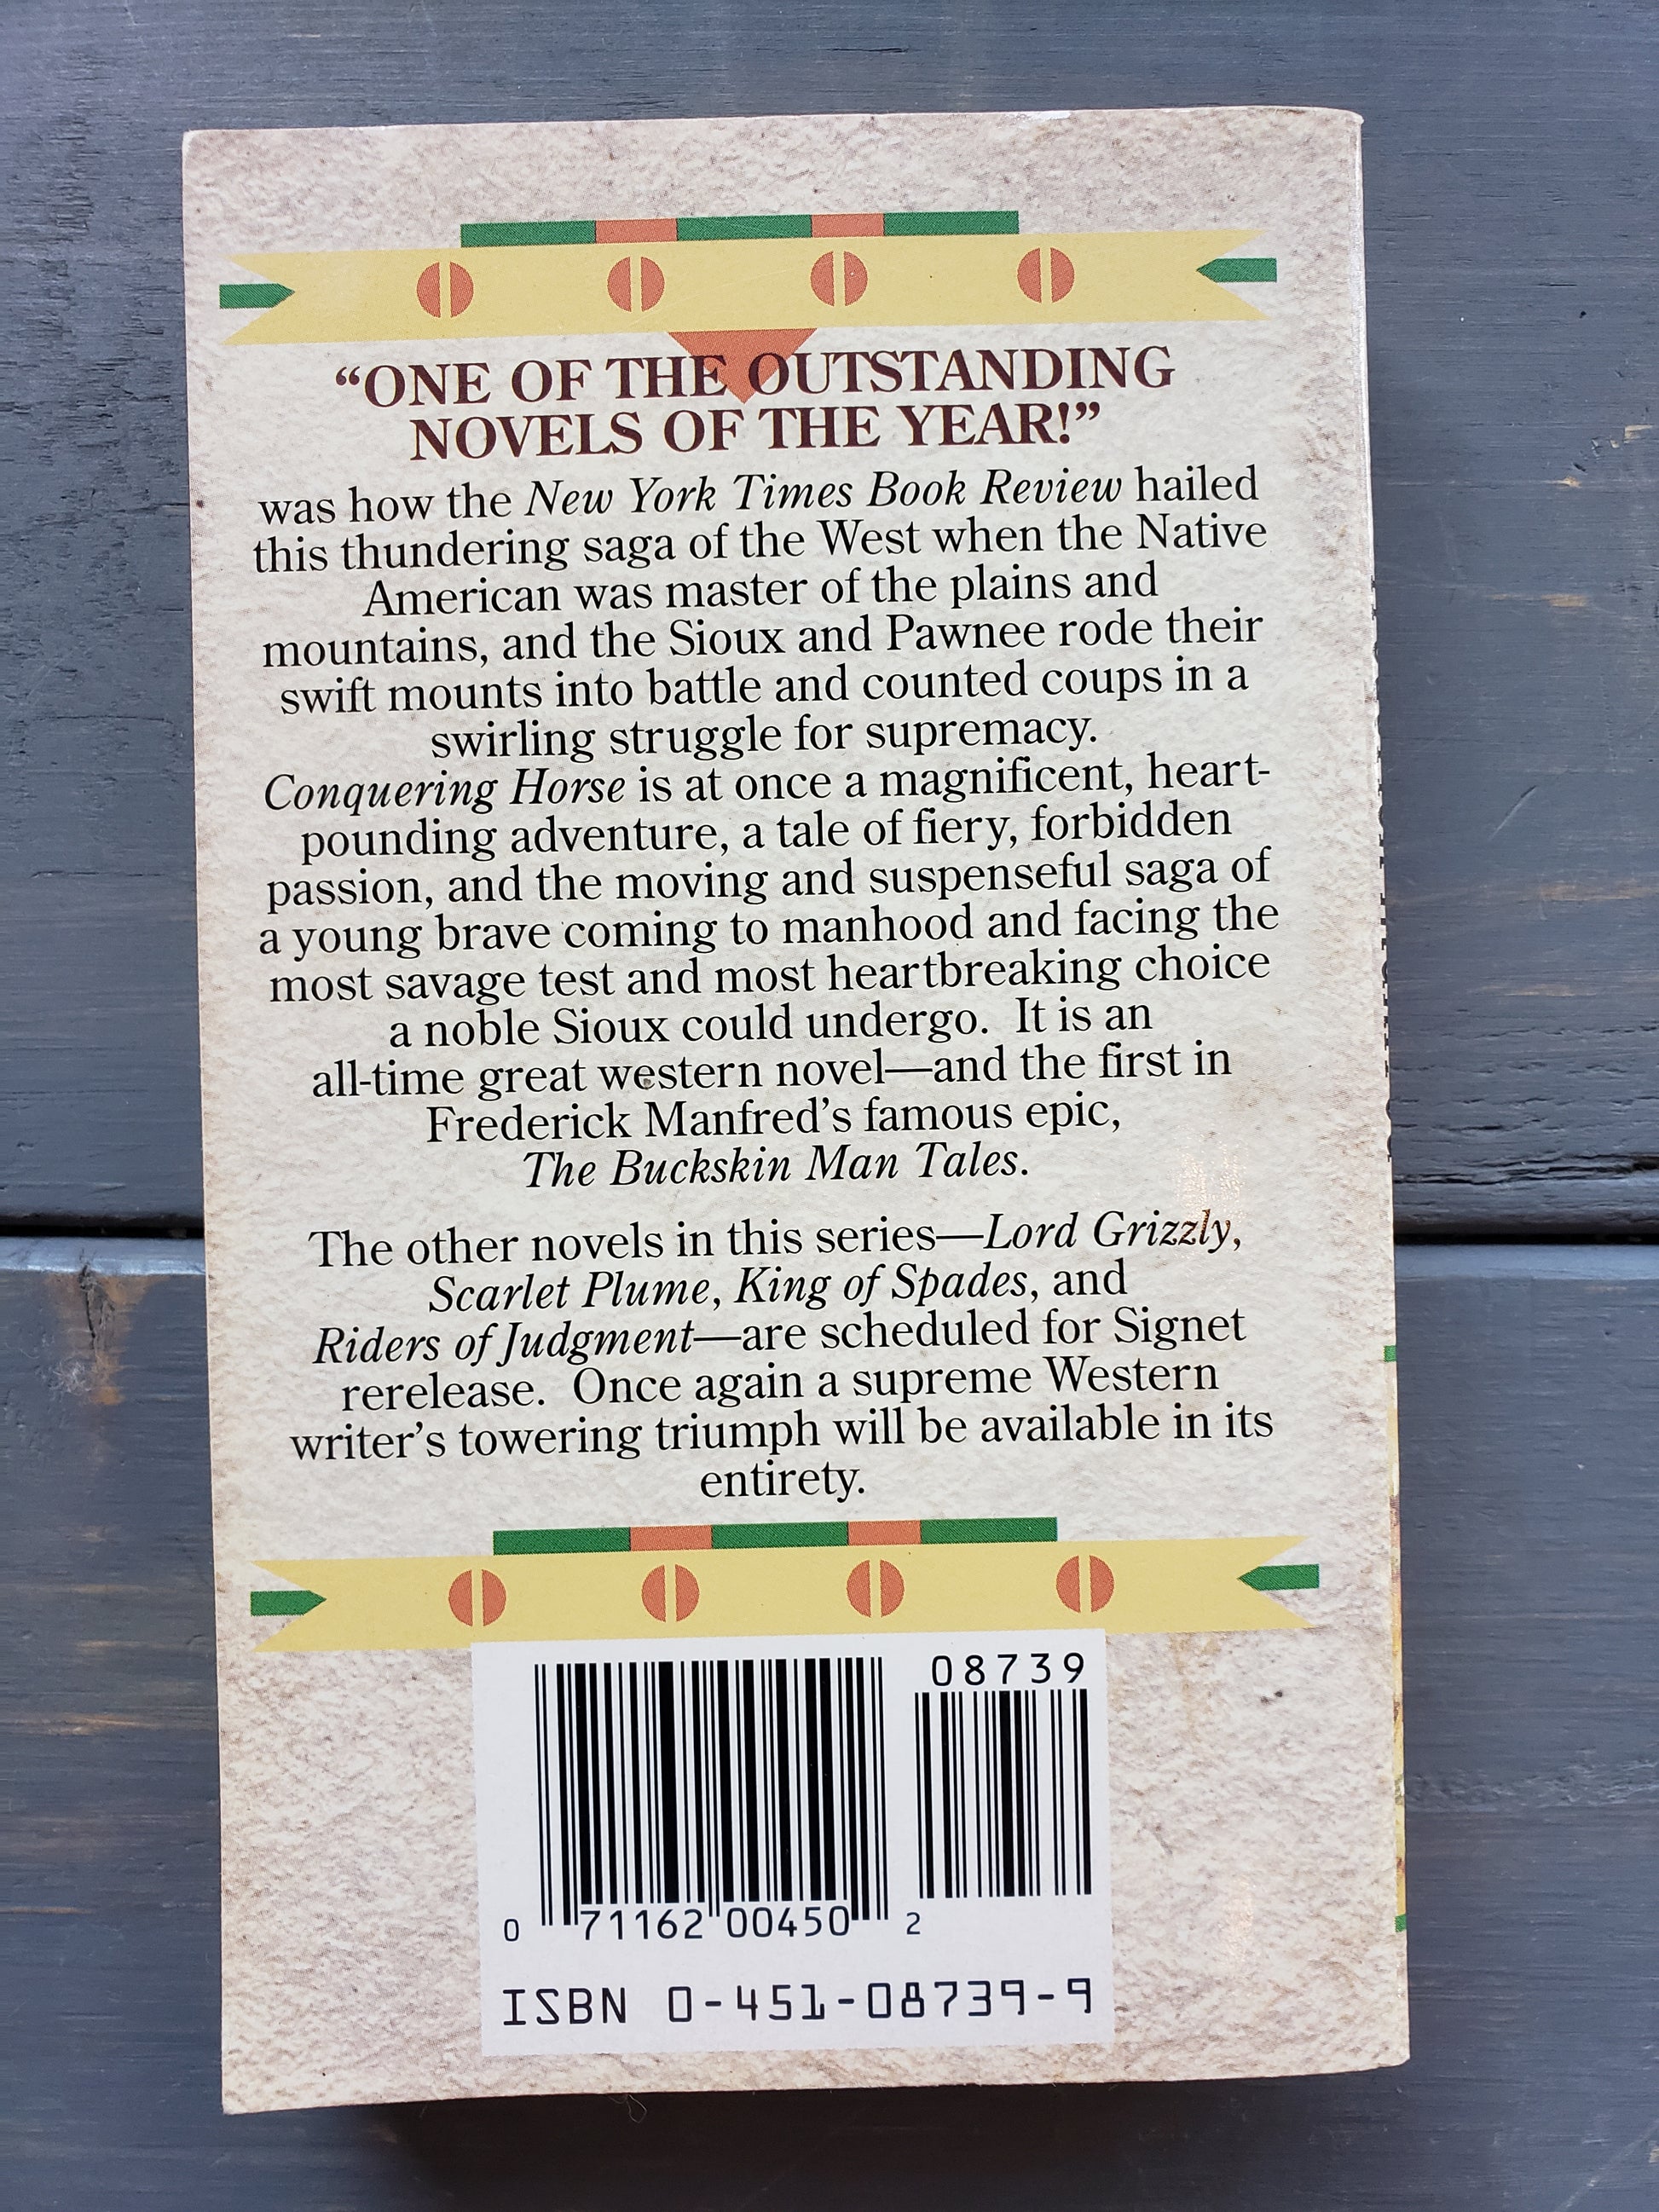 “ONE OF THE OUTSTANDING
NOVELS OF THE YEAR!”
was how the New York Times Book Review hailed
this thundering saga of the West when the Native
American was master of the plains and
mountains, and the Sioux and Pawnee rode their
swift mounts into battle and counted coups in a
swirling struggle for supremacy.
Conquering Horse is at once a magnificent, heart-
pounding adventure, a tale of fiery, forbidden
passion, and the moving and suspenseful saga of
a young brave coming to manhood and facing the
most savage test and most heartbreaking choice
a noble Sioux could undergo. It is an
all-time great western novel—and the first in
Frederick Manfred’s famous epic,
The Buckskin Man Tales.
The other novels in this series—Lord Grizzly,
Scarlet Plume, King of Spades, and
Riders of Judgment—are scheduled for Signet
rerelease. Once again a supreme Western
writer’s towering triumph will be available in its
entirety.
08739
0 71162 00450 2
ISBN 0-451-08739-9